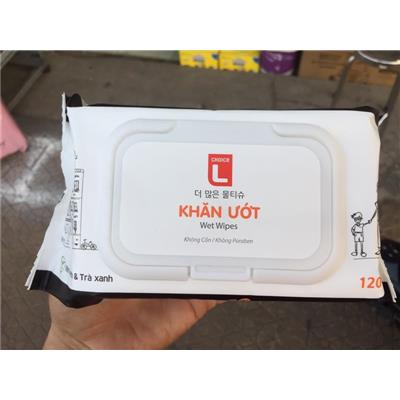 CHOICE
L
더 많은 물티슈
KHĂN ƯỚT
Wet Wipes
Không Cồn / Không Paraben
& Trà xanh
120